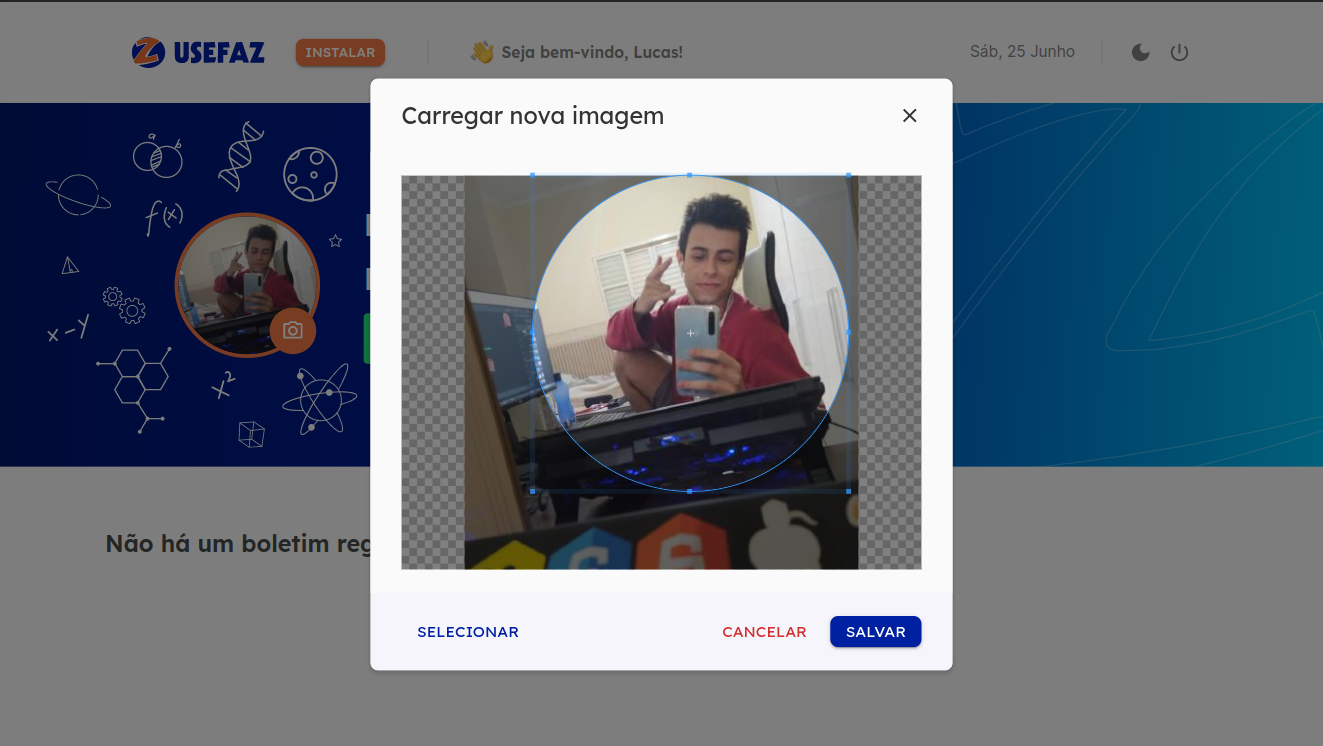 USEFAZ
INSTALAR
👋 Seja bem-vindo, Lucas!
Sáb, 25 Junho
Carregar nova imagem
a
b
f(x)
x-y
x²
Não há um boletim reg
SELECIONAR
CANCELAR
SALVAR